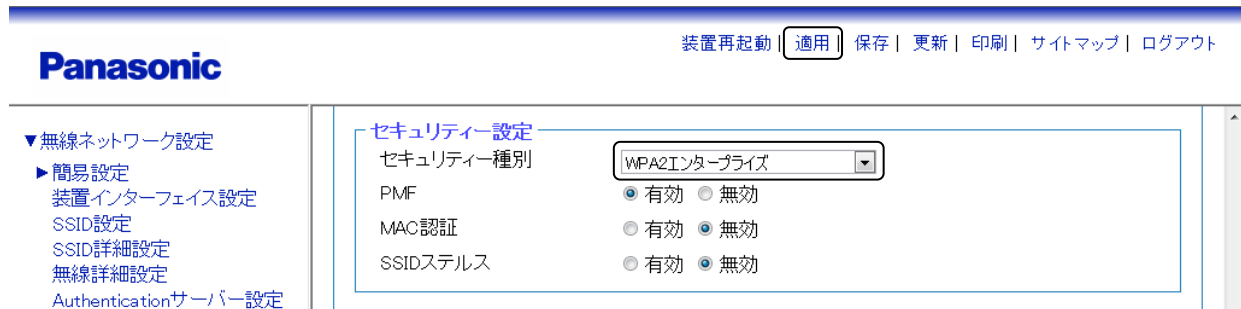 装置再起動 | 適用 | 保存 | 更新 | 印刷 | サイトマップ | ログアウト
Panasonic
▼無線ネットワーク設定
►簡易設定
装置インターフェイス設定
SSID設定
SSID詳細設定
無線詳細設定
Authenticationサーバー設定
セキュリティー設定
セキュリティー種別 WPA2エンタープライズ
PMF 有効 無効
MAC認証 有効 無効
SSIDステルス 有効 無効